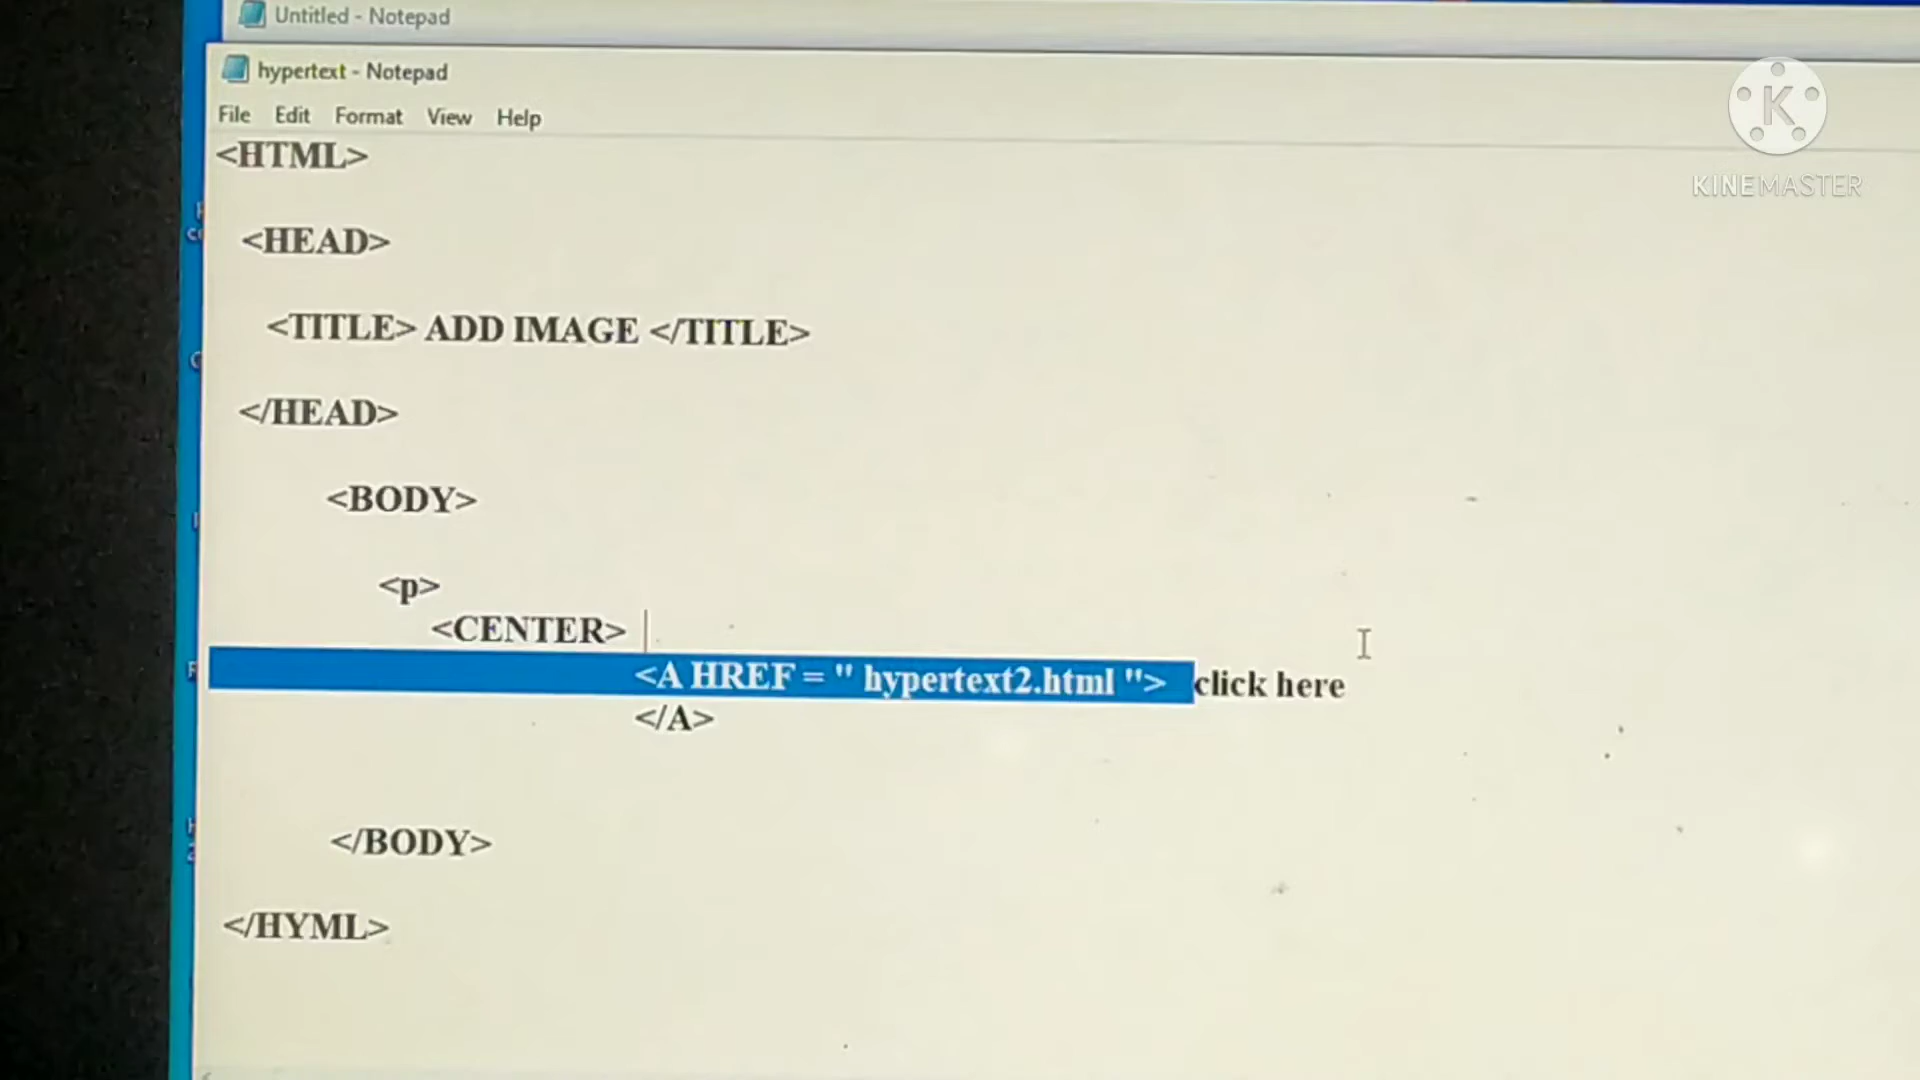 Untitled - Notepad
hypertext - Notepad
File Edit Format View Help
<HTML>
<HEAD>
<TITLE> ADD IMAGE </TITLE>
</HEAD>
<BODY>
<p>
<CENTER>
<A HREF = " hypertext2.html "> click here
</A>
</BODY>
</HYML>
K
KINEMASTER